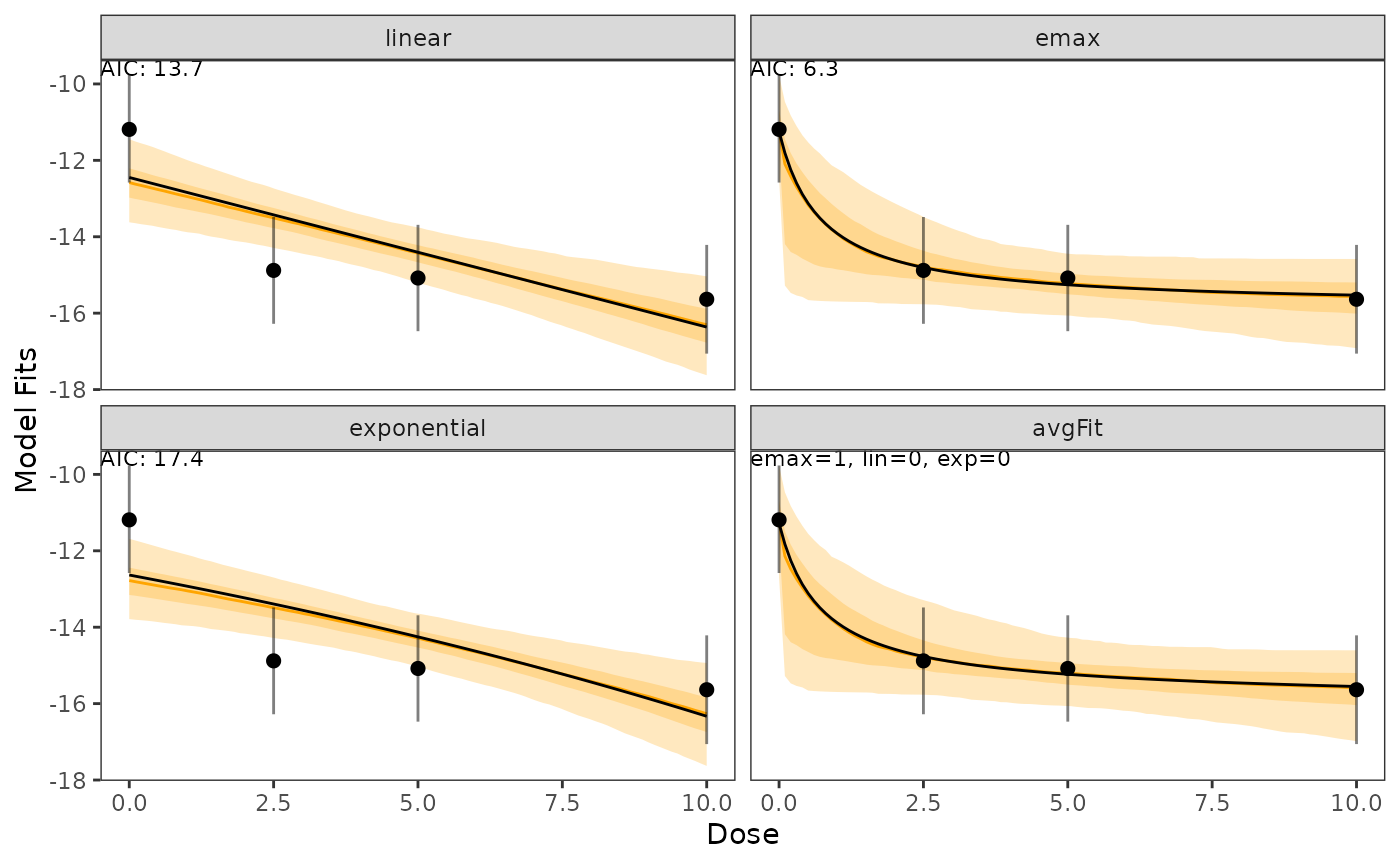 linear
emax
AIC: 13.7
AIC: 6.3
-10
-12
-14
-16
-18
exponential
avgFit
AIC: 17.4
emax=1, lin=0, exp=0
-10
-12
-14
-16
-18
Model Fits
0.0 2.5 5.0 7.5 10.0
0.0 2.5 5.0 7.5 10.0
Dose